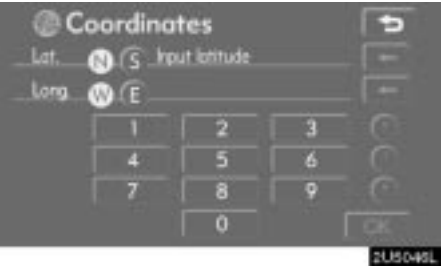 Coordinates
Lat. N S Input latitude
Long. W E
1 2 3
4 5 6
7 8 9
0 OK
2U5046L